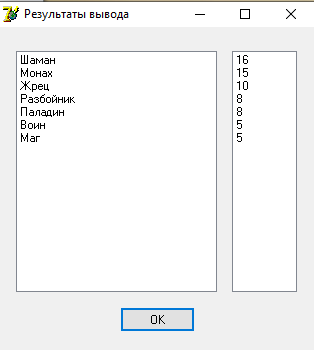 Результаты вывода
Шаман 16
Монах 15
Жрец 10
Разбойник 8
Паладин 8
Воин 5
Маг 5
OK